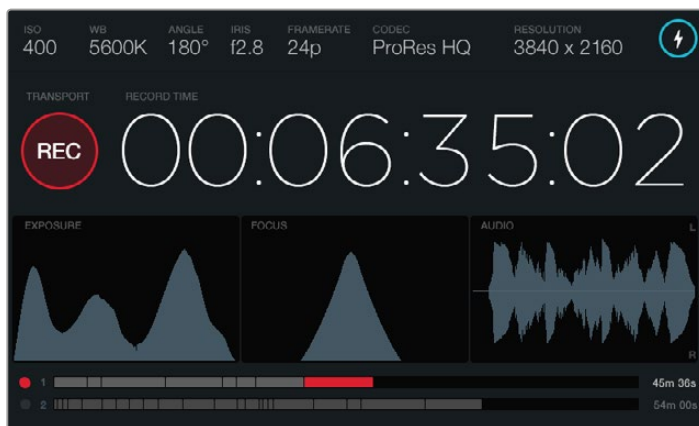 ISO WB ANGLE IRIS FRAMERATE CODEC RESOLUTION
400 5600K 180° f2.8 24p ProRes HQ 3840 x 2160
TRANSPORT RECORD TIME
REC 00:06:35:02
EXPOSURE FOCUS AUDIO L
R
1 45m 36s
2 54m 00s